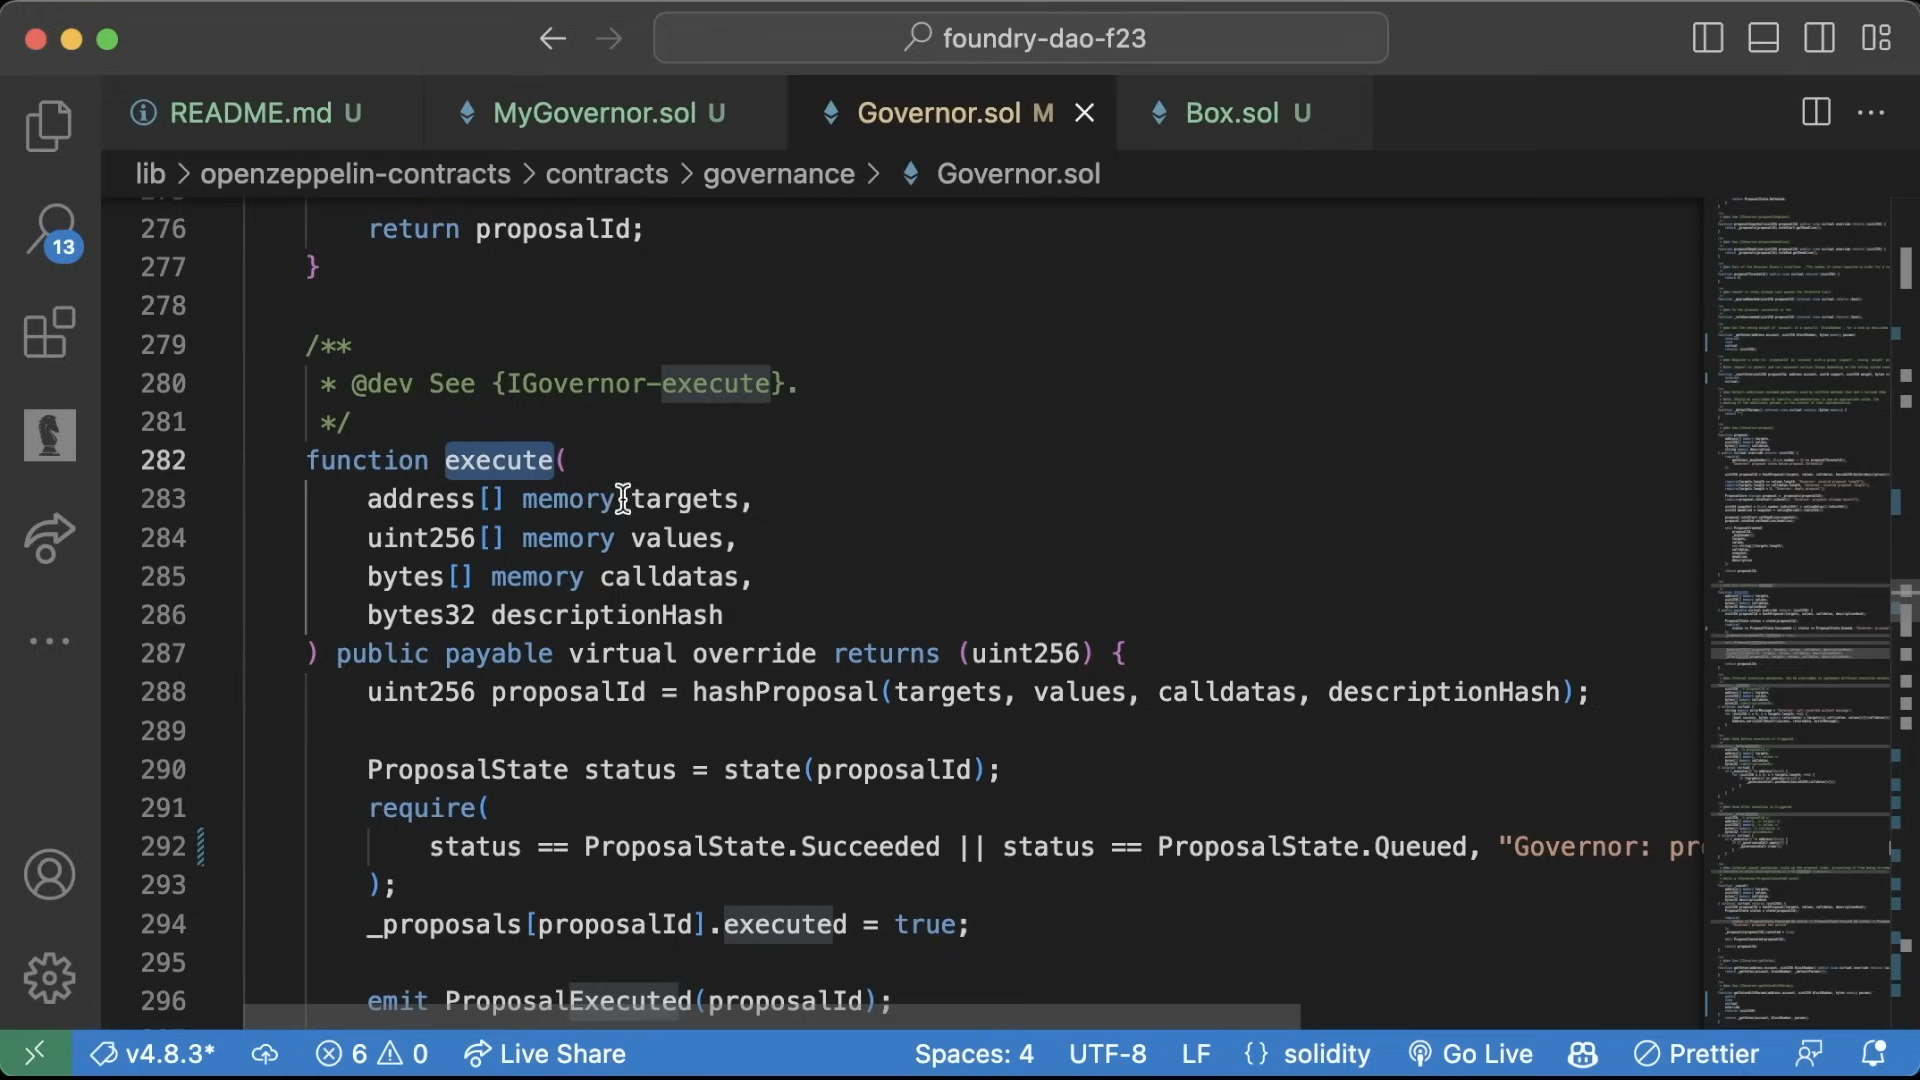 foundry-dao-f23
README.md U
MyGovernor.sol U
Governor.sol M
Box.sol U
lib > openzeppelin-contracts > contracts > governance > Governor.sol
13
276 return proposalId;
277 }
278
279 /**
280 * @dev See {IGovernor-execute}.
281 */
282 function execute(
283 address[] memory targets,
284 uint256[] memory values,
285 bytes[] memory calldatas,
286 bytes32 descriptionHash
287 ) public payable virtual override returns (uint256) {
288 uint256 proposalId = hashProposal(targets, values, calldatas, descriptionHash);
289
290 ProposalState status = state(proposalId);
291 require(
292 status == ProposalState.Succeeded || status == ProposalState.Queued, "Governor: pr
293 );
294 _proposals[proposalId].executed = true;
295
296 emit ProposalExecuted(proposalId);
v4.8.3* 6 0 Live Share Spaces: 4 UTF-8 LF {} solidity Go Live Prettier